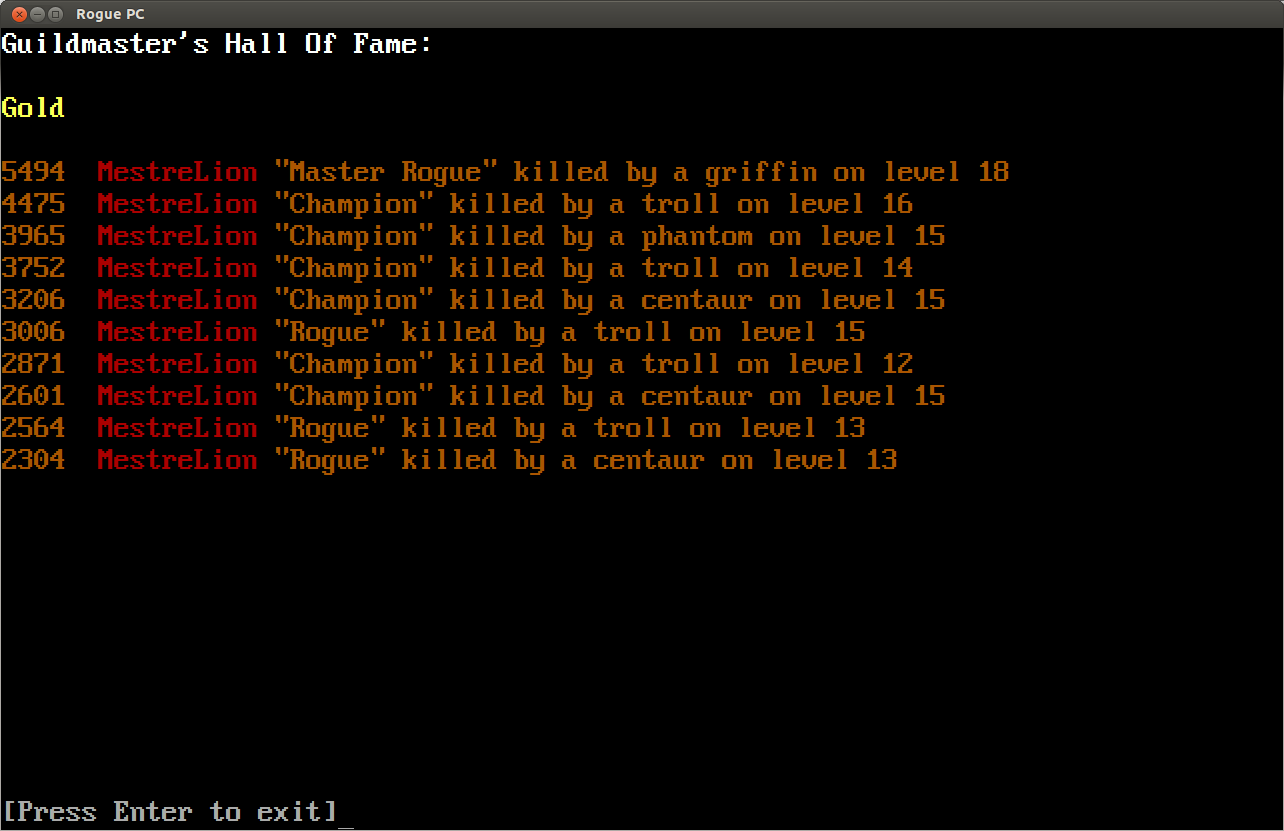 Rogue PC
Guildmaster's Hall Of Fame:
Gold
5494  MestreLion "Master Rogue" killed by a griffin on level 18
4475  MestreLion "Champion" killed by a troll on level 16
3965  MestreLion "Champion" killed by a phantom on level 15
3752  MestreLion "Champion" killed by a troll on level 14
3206  MestreLion "Champion" killed by a centaur on level 15
3006  MestreLion "Rogue" killed by a troll on level 15
2871  MestreLion "Champion" killed by a troll on level 12
2601  MestreLion "Champion" killed by a centaur on level 15
2564  MestreLion "Rogue" killed by a troll on level 13
2304  MestreLion "Rogue" killed by a centaur on level 13
[Press Enter to exit]_